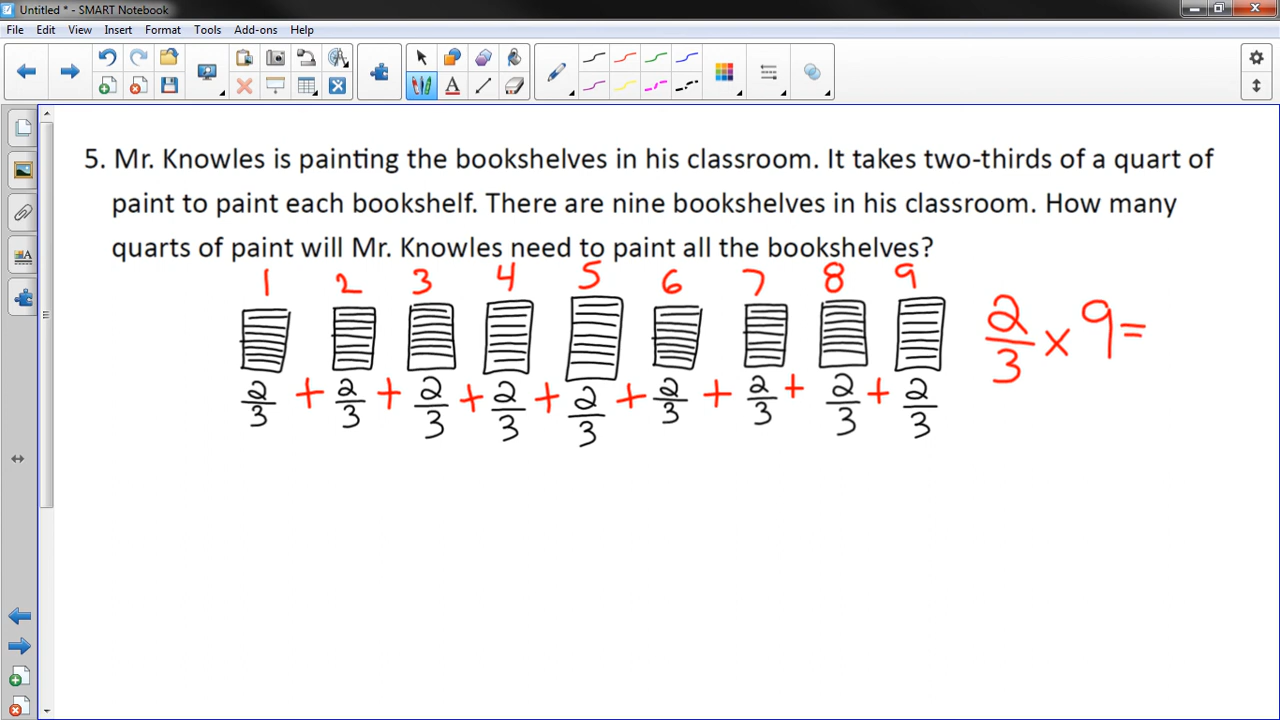 Untitled * - SMART Notebook
File Edit View Insert Format Tools Add-ons Help
5. Mr. Knowles is painting the bookshelves in his classroom. It takes two-thirds of a quart of
paint to paint each bookshelf. There are nine bookshelves in his classroom. How many
quarts of paint will Mr. Knowles need to paint all the bookshelves?
1 2 3 4 5 6 7 8 9
2/3 + 2/3 + 2/3 + 2/3 + 2/3 + 2/3 + 2/3 + 2/3 + 2/3
2/3 x 9 =